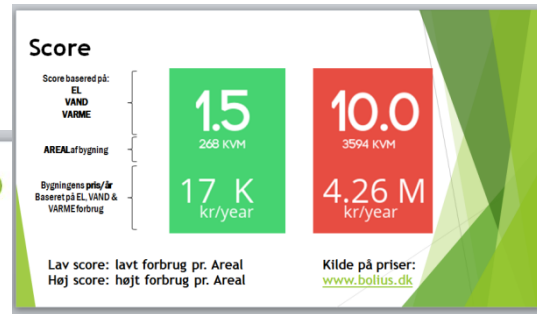 Score
Score baseret på:
EL
VAND
VARME
AREAL af bygning
Bygningens pris/år
Baseret på EL, VAND &
VARME forbrug
1.5
268 KVM
17 K
kr/year
10.0
3594 KVM
4.26 M
kr/year
Lav score: lavt forbrug pr. Areal
Høj score: højt forbrug pr. Areal
Kilde på priser:
www.bolius.dk